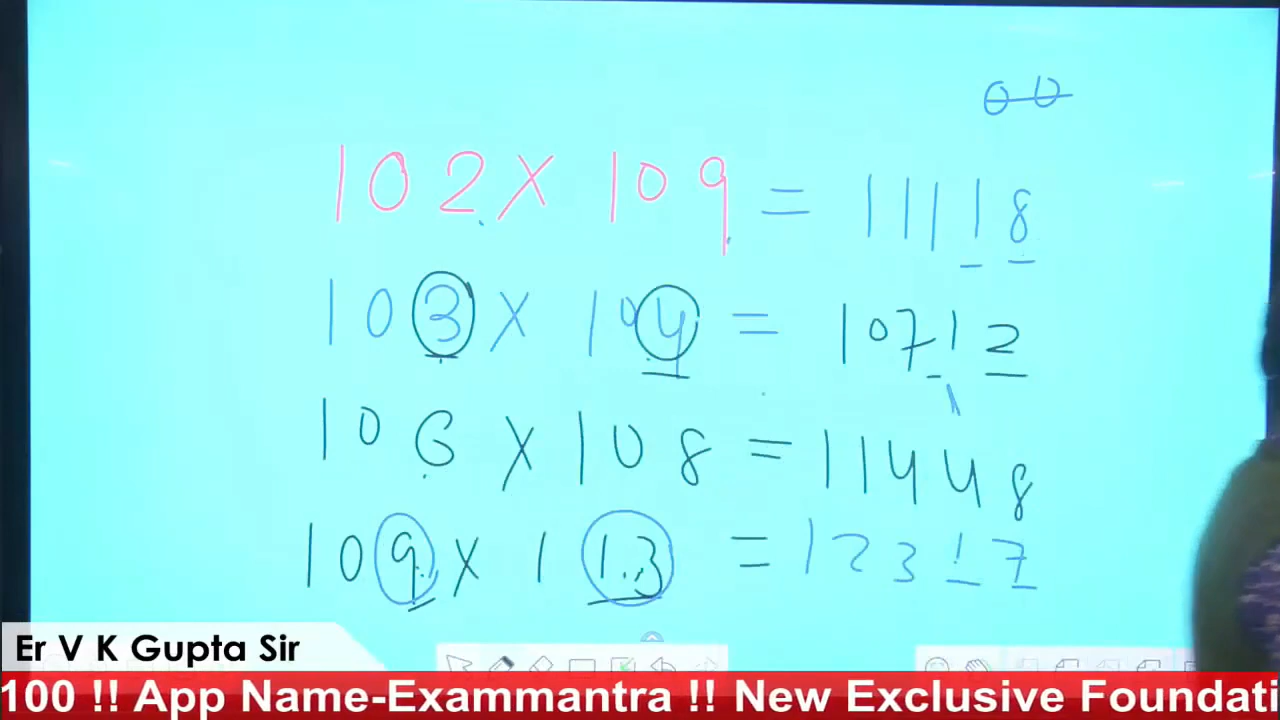 00
102 × 109 = 11118
103 × 104 = 10712
106 × 108 = 11448
109 × 113 = 12317
Er V K Gupta Sir
100 !! App Name-Exammantra !! New Exclusive Foundati